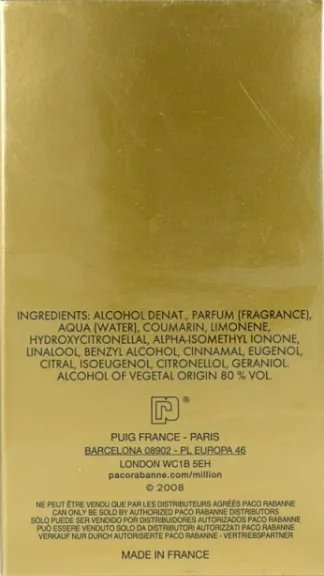 INGREDIENTS: ALCOHOL DENAT., PARFUM (FRAGRANCE),
AQUA (WATER), COUMARIN, LIMONENE,
HYDROXYCITRONELLAL, ALPHA-ISOMETHYL IONONE,
LINALOOL, BENZYL ALCOHOL, CINNAMAL, EUGENOL,
CITRAL, ISOEUGENOL, CITRONELLOL, GERANIOL.
ALCOHOL OF VEGETAL ORIGIN 80 % VOL.
®
PUIG FRANCE - PARIS
BARCELONA 08902 - PL EUROPA 46
LONDON WC1B 5EH
pacorabanne.com/million
© 2008
NE PEUT ÊTRE VENDU QUE PAR LES DISTRIBUTEURS AGRÉÉS PACO RABANNE
CAN ONLY BE SOLD BY AUTHORIZED PACO RABANNE DISTRIBUTORS
SÓLO PUEDE SER VENDIDO POR DISTRIBUIDORES AUTORIZADOS PACO RABANNE
PUÒ ESSERE VENDUTO SOLO DA DISTRIBUTORI AUTORIZZATI PACO RABANNE
VERKAUF NUR DURCH AUTORISIERTE PACO RABANNE - VERTRIEBSPARTNER
MADE IN FRANCE